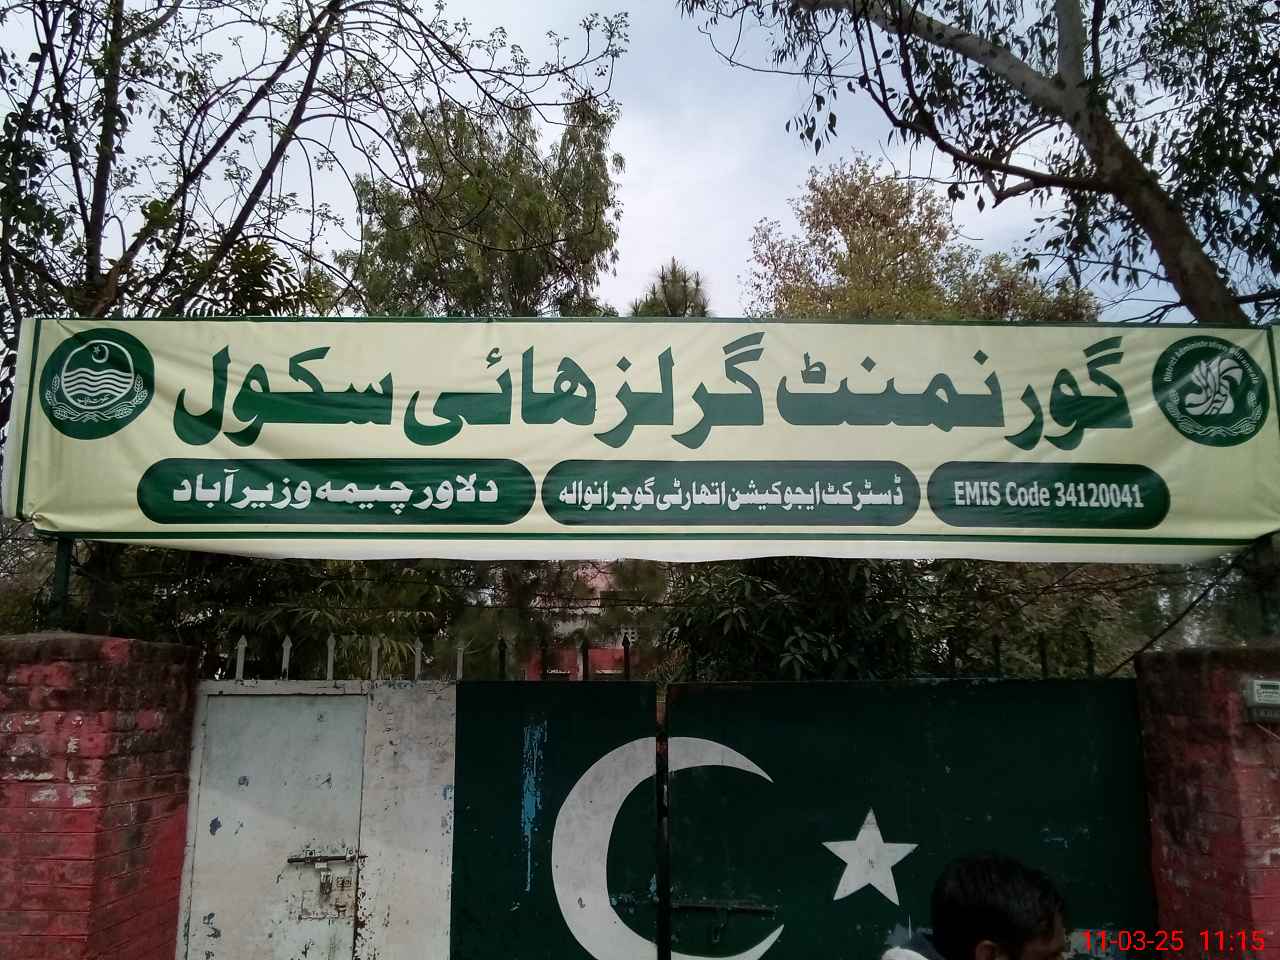 گورنمنٹ گرلز ہائی سکول
EMIS Code 34120041
ڈسٹرکٹ ایجوکیشن اتھارٹی گوجرانوالہ
دلاور چیمہ وزیر آباد
11-03-25 11:15